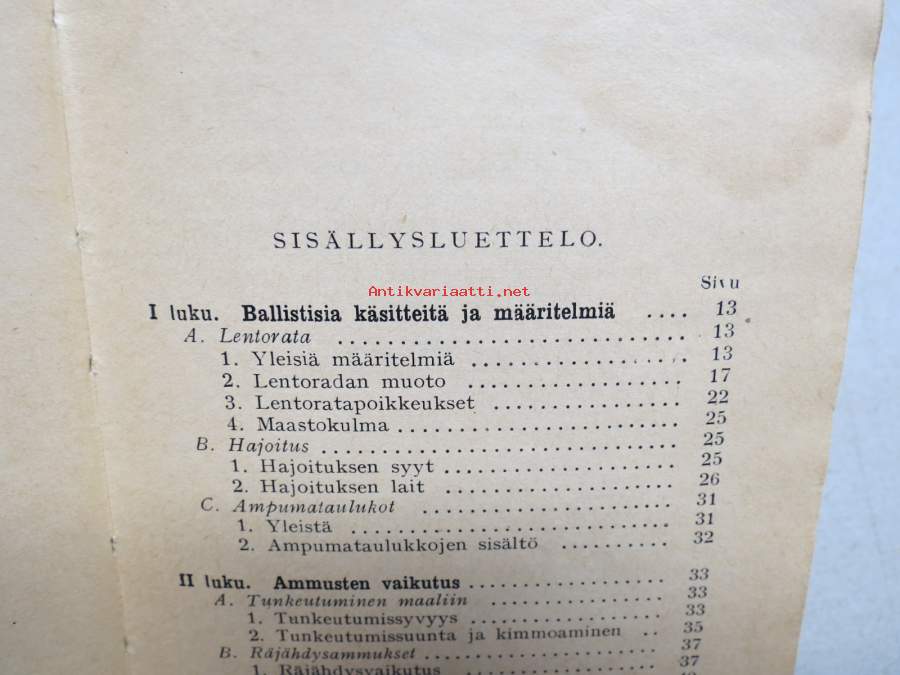 SISÄLLYSLUETTELO.
Sivu
Antikvariaatti.net
I luku. Ballistisia käsitteitä ja määritelmiä .... 13
A. Lentorata ................................ 13
1. Yleisiä määritelmiä .................... 13
2. Lentoradan muoto .................... 17
3. Lentoratapoikkeukset .................. 22
4. Maastokulma .......................... 25
B. Hajoitus ................................. 25
1. Hajoituksen syyt ...................... 25
2. Hajoituksen lait ...................... 26
C. Ampumataulukot ........................ 31
1. Yleistä .............................. 31
2. Ampumataulukkojen sisältö .......... 32
II luku. Ammusten vaikutus .................. 33
A. Tunkeutuminen maaliin .................. 33
1. Tunkeutumissyvyys .................... 33
2. Tunkeutumissuunta ja kimmoaminen .. 35
B. Räjähdysammukset ........................ 37
1. Räjähdysvaikutus .................... 37